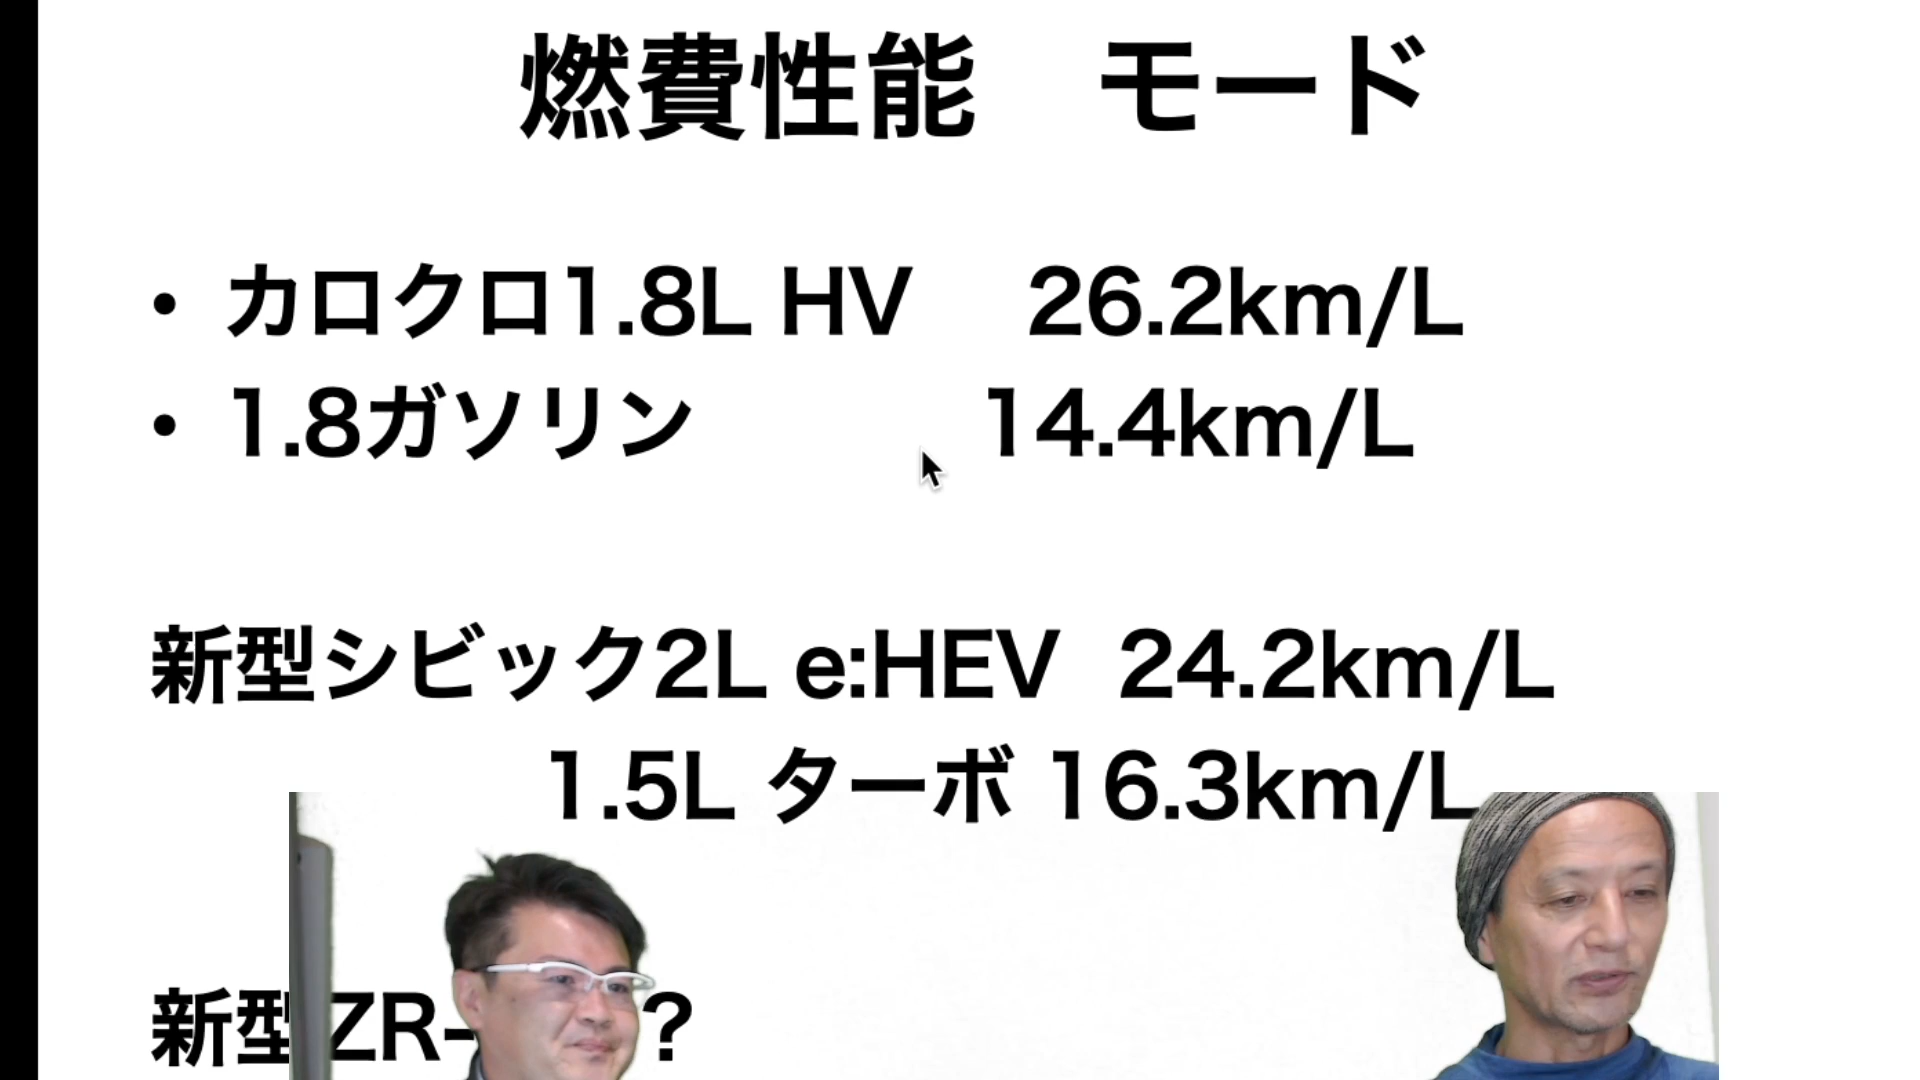 燃費性能　モード
• カロクロ1.8L HV　26.2km/L
• 1.8ガソリン　14.4km/L
新型シビック2L e:HEV 24.2km/L
1.5L ターボ 16.3km/L
新型ZR- ?